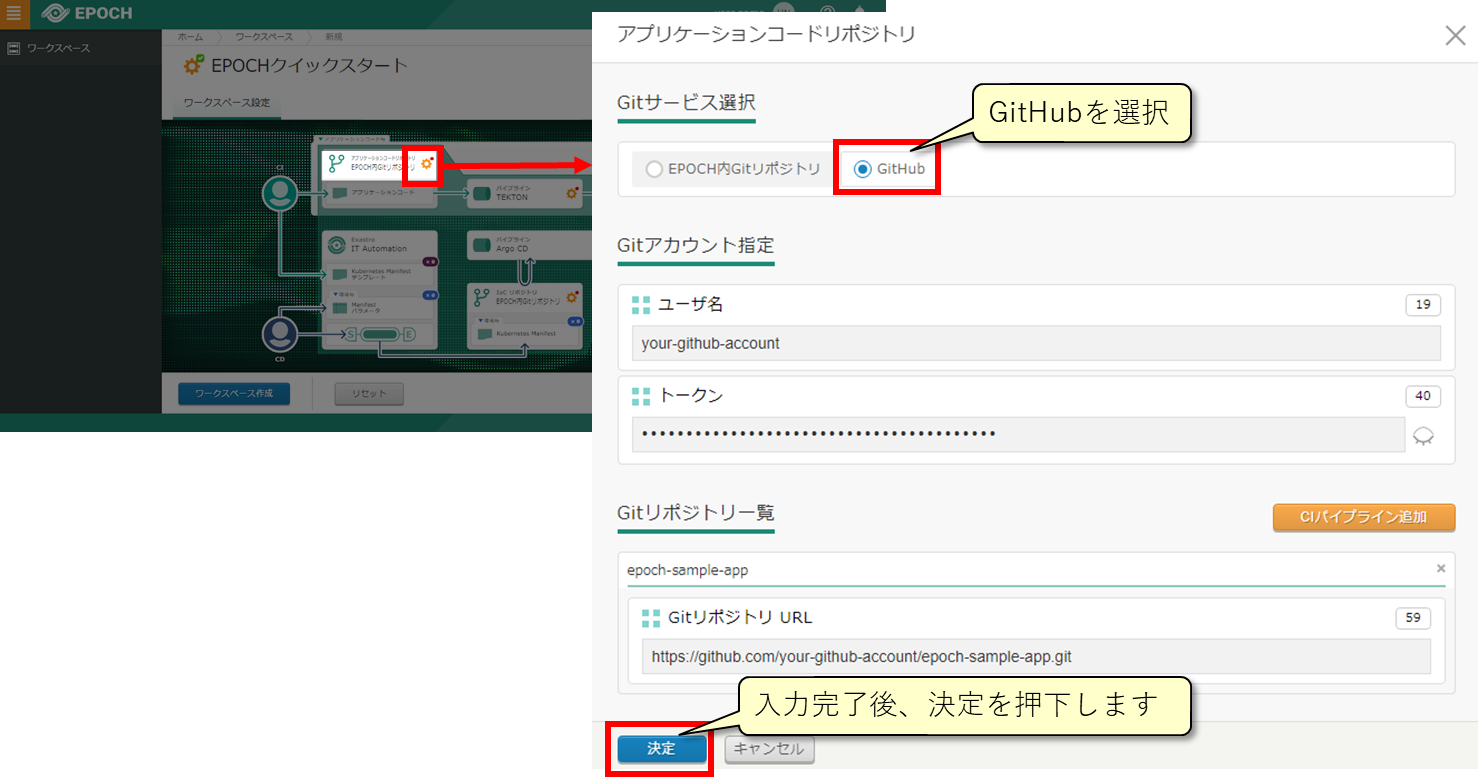 EPOCH
ワークスペース
ホーム
ワークスペース
新規
EPOCHクイックスタート
ワークスペース設定
アプリケーションコードリポジトリ
EPOCH内Gitリポジトリ
アプリケーションコード
パイプライン
TEKTON
CI
Exastro
IT Automation
パイプライン
Argo CD
Kubernetes Manifest
テンプレート
Manifest
パラメータ
IaC リポジトリ
EPOCH内Gitリポジトリ
Kubernetes Manifest
S
E
CD
ワークスペース作成
リセット
アプリケーションコードリポジトリ
Gitサービス選択
GitHubを選択
EPOCH内Gitリポジトリ
GitHub
Gitアカウント指定
ユーザ名
19
your-github-account
トークン
40
••••••••••••••••••••••••••••••••••••••••
Gitリポジトリ一覧
CIパイプライン追加
epoch-sample-app
×
Gitリポジトリ URL
59
https://github.com/your-github-account/epoch-sample-app.git
入力完了後、決定を押下します
決定
キャンセル